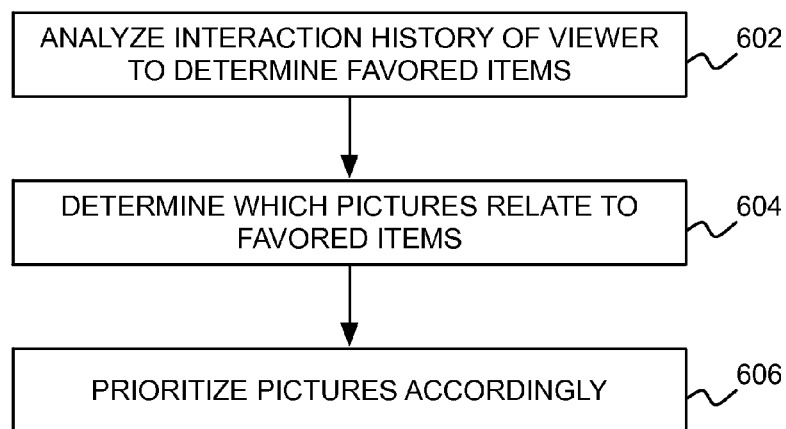 ANALYZE INTERACTION HISTORY OF VIEWER
TO DETERMINE FAVORED ITEMS
602
DETERMINE WHICH PICTURES RELATE TO
FAVORED ITEMS
604
PRIORITIZE PICTURES ACCORDINGLY
606